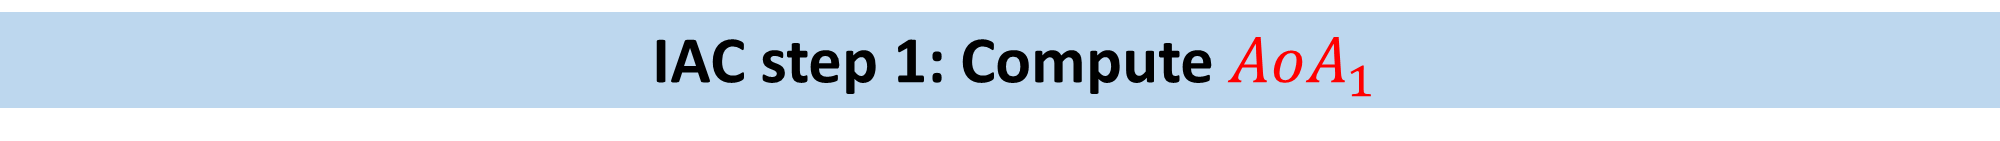 IAC step 1: Compute AoA₁